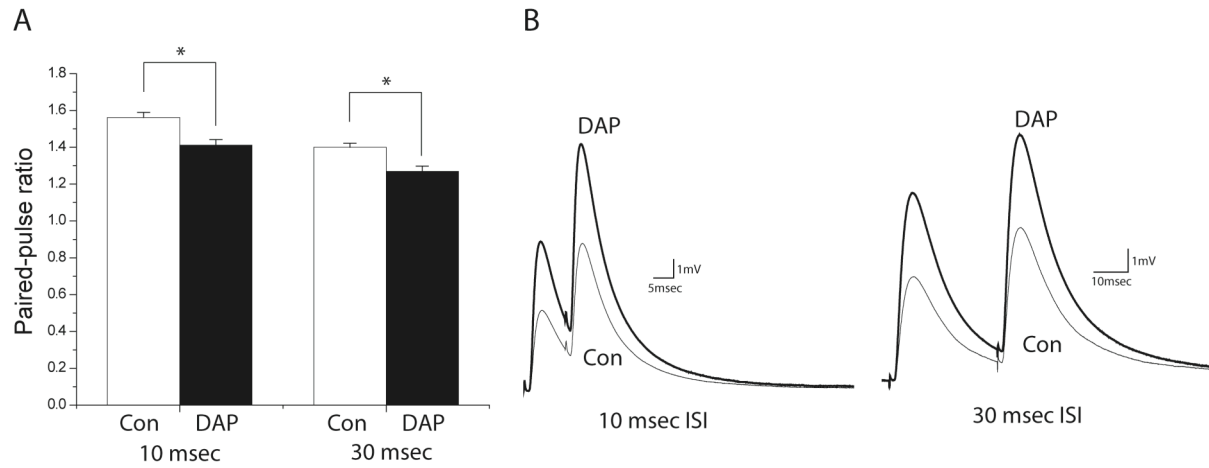 A
Paired-pulse ratio
1.8
1.6
1.4
1.2
1.0
0.8
0.6
0.4
0.2
0.0
*
*
Con DAP
10 msec
Con DAP
30 msec
B
DAP
Con
1mV
5msec
10 msec ISI
DAP
Con
1mV
10msec
30 msec ISI